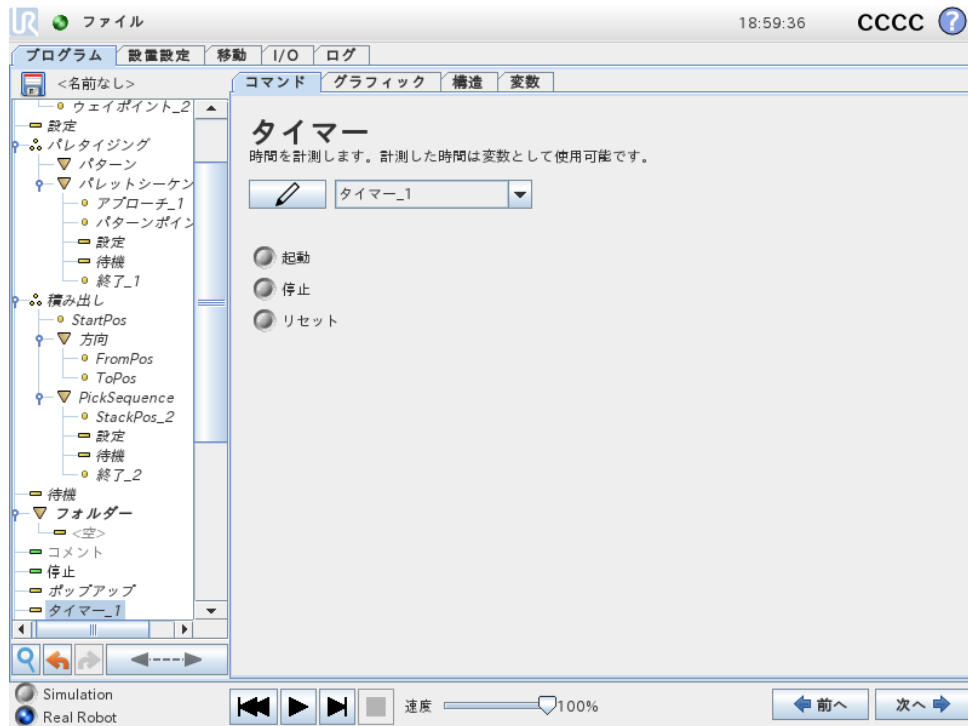 UR ファイル 18:59:36 CCCC ?
プログラム 設置設定 移動 I/O ログ
<名前なし>
コマンド グラフィック 構造 変数
ウェイポイント_2
設定
パレタイジング
パターン
パレットシーケン
アプローチ_1
パターンポイン
設定
待機
終了_1
積み出し
StartPos
方向
FromPos
ToPos
PickSequence
StackPos_2
設定
待機
終了_2
待機
フォルダー
<空>
コメント
停止
ポップアップ
タイマー_1
タイマー
時間を計測します。計測した時間は変数として使用可能です。
タイマー_1
起動
停止
リセット
Simulation
Real Robot
速度 100%
前へ 次へ